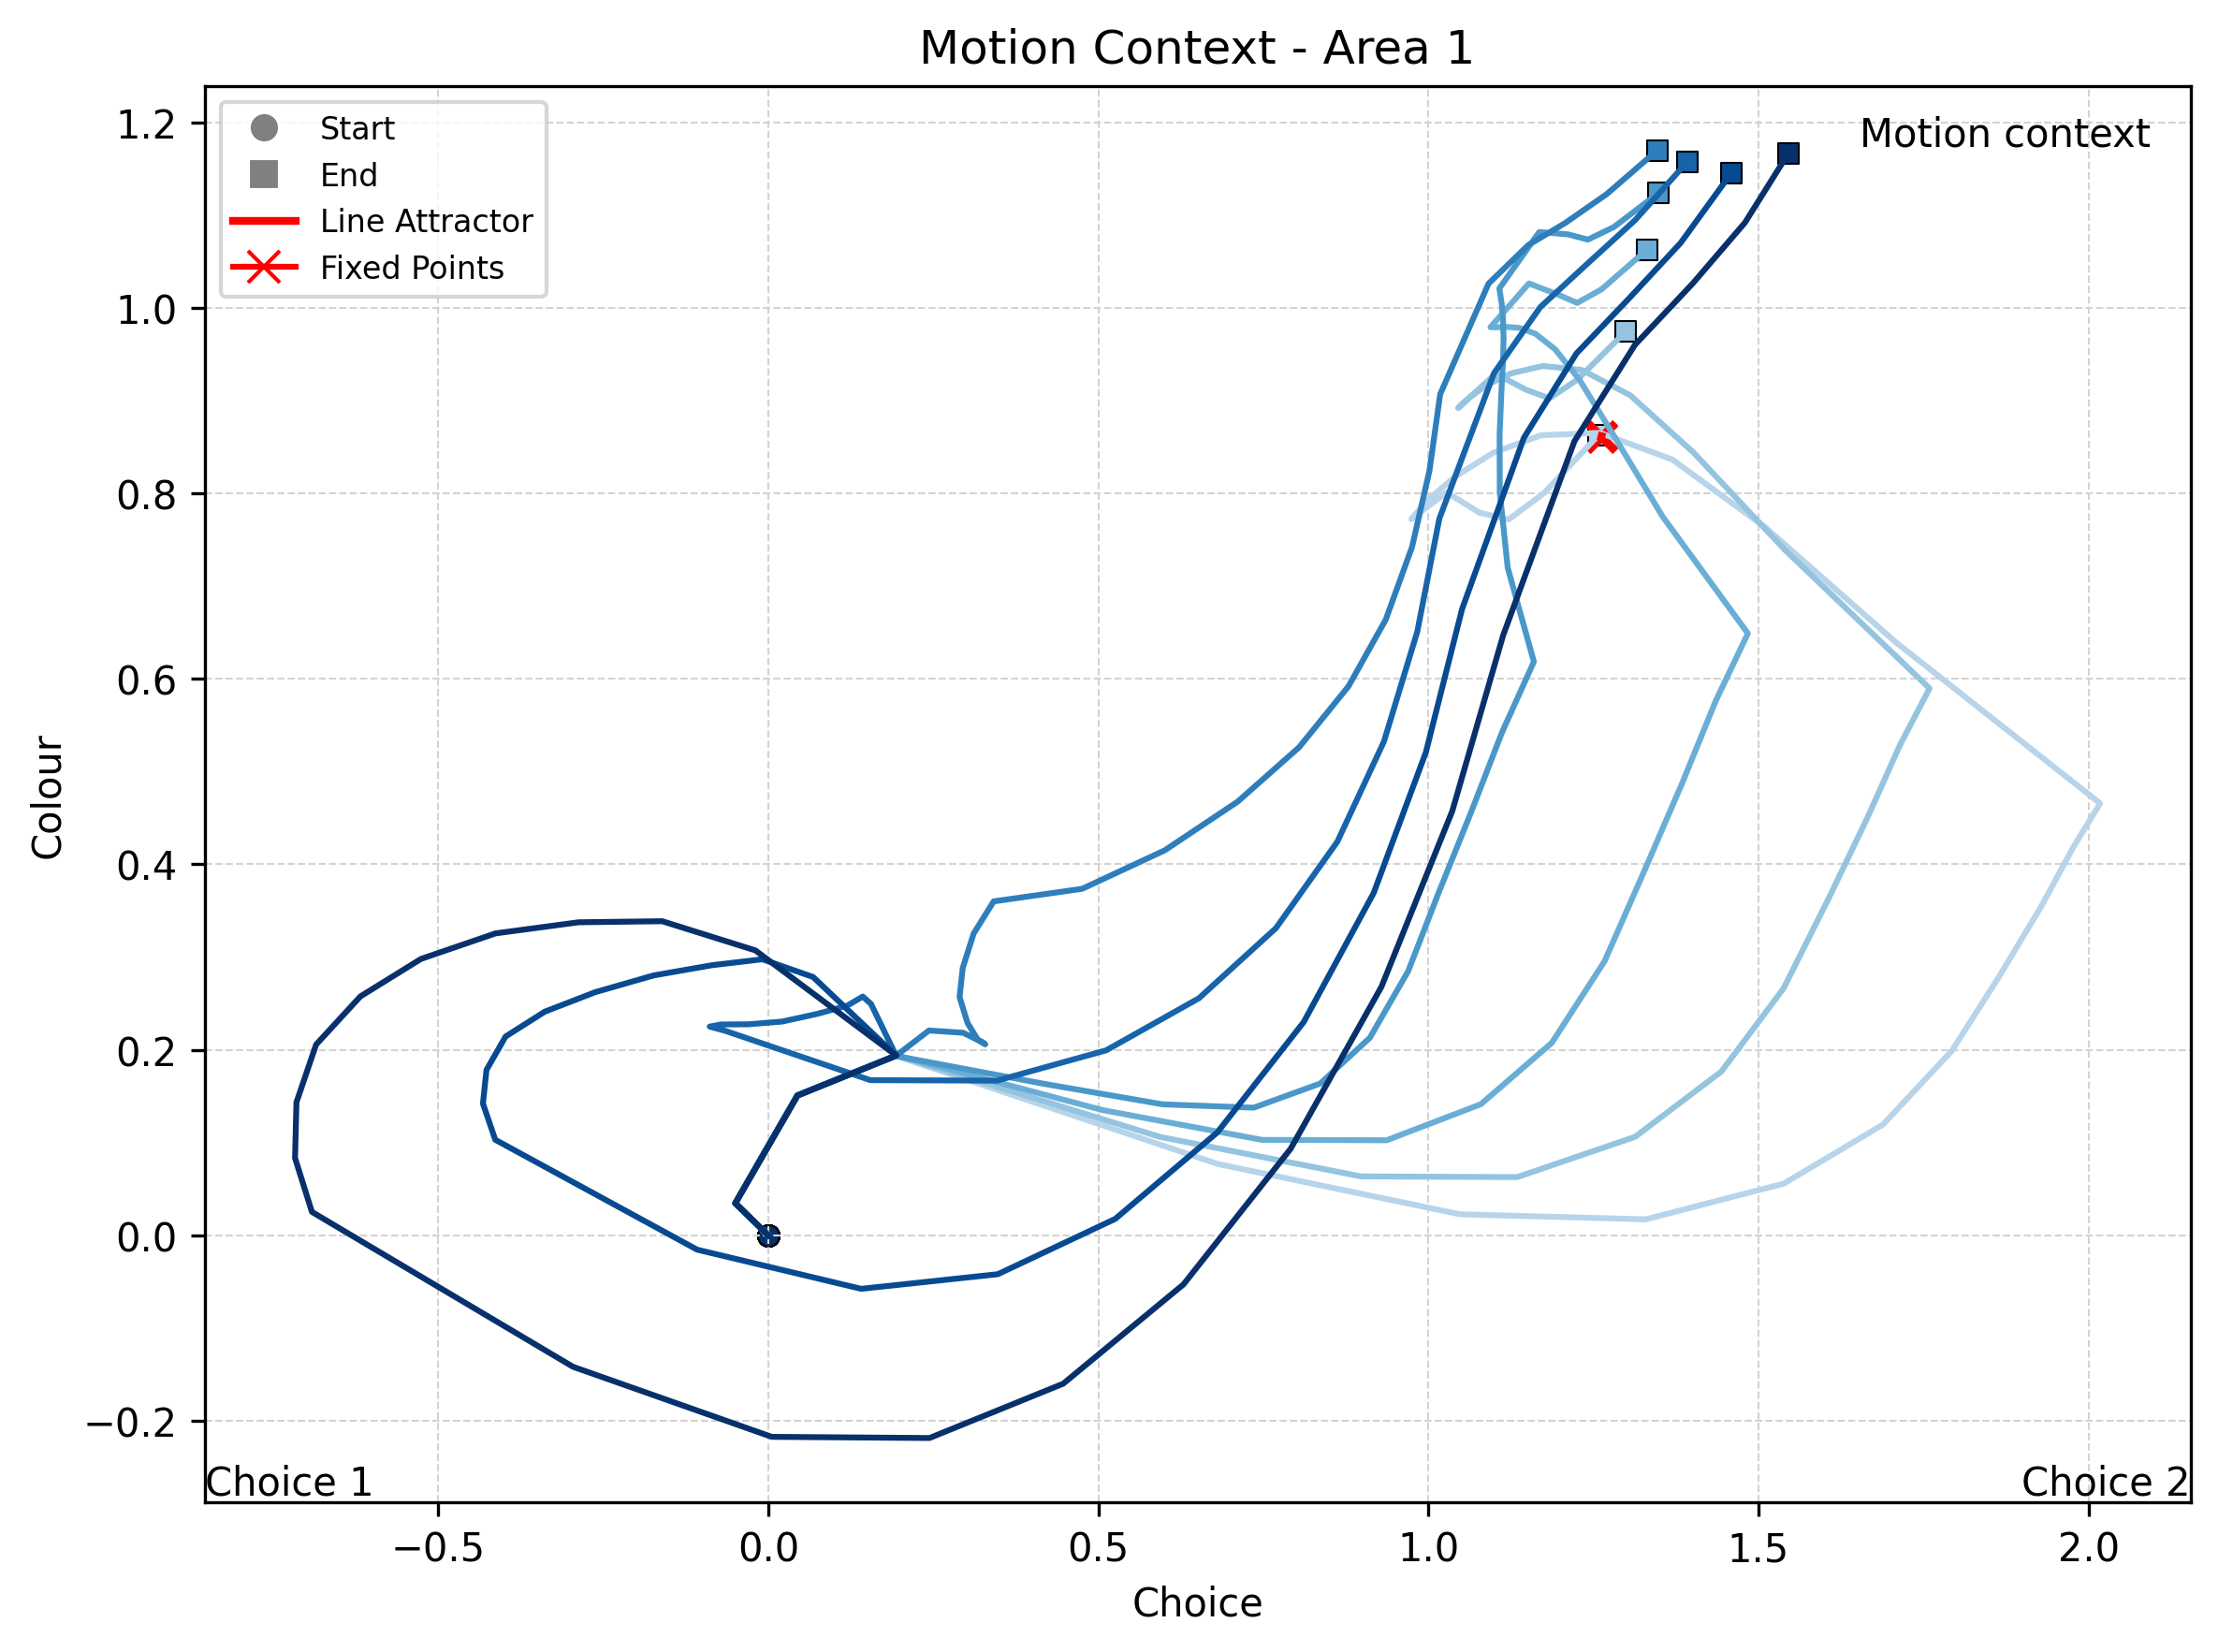 Motion Context - Area 1
Start
End
Line Attractor
Fixed Points
Motion context
1.2
1.0
0.8
0.6
0.4
0.2
0.0
−0.2
Colour
Choice 1
Choice 2
−0.5
0.0
0.5
1.0
1.5
2.0
Choice